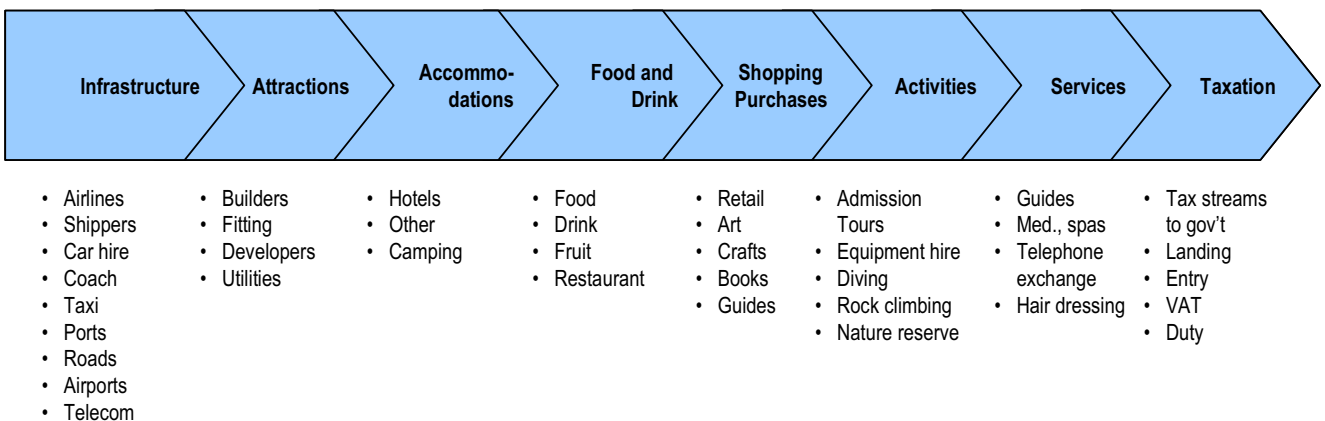 Infrastructure
Attractions
Accommo-
dations
Food and
Drink
Shopping
Purchases
Activities
Services
Taxation
• Airlines
• Shippers
• Car hire
• Coach
• Taxi
• Ports
• Roads
• Airports
• Telecom
• Builders
• Fitting
• Developers
• Utilities
• Hotels
• Other
• Camping
• Food
• Drink
• Fruit
• Restaurant
• Retail
• Art
• Crafts
• Books
• Guides
• Admission
Tours
• Equipment hire
• Diving
• Rock climbing
• Nature reserve
• Guides
• Med., spas
• Telephone
exchange
• Hair dressing
• Tax streams
to gov’t
• Landing
• Entry
• VAT
• Duty